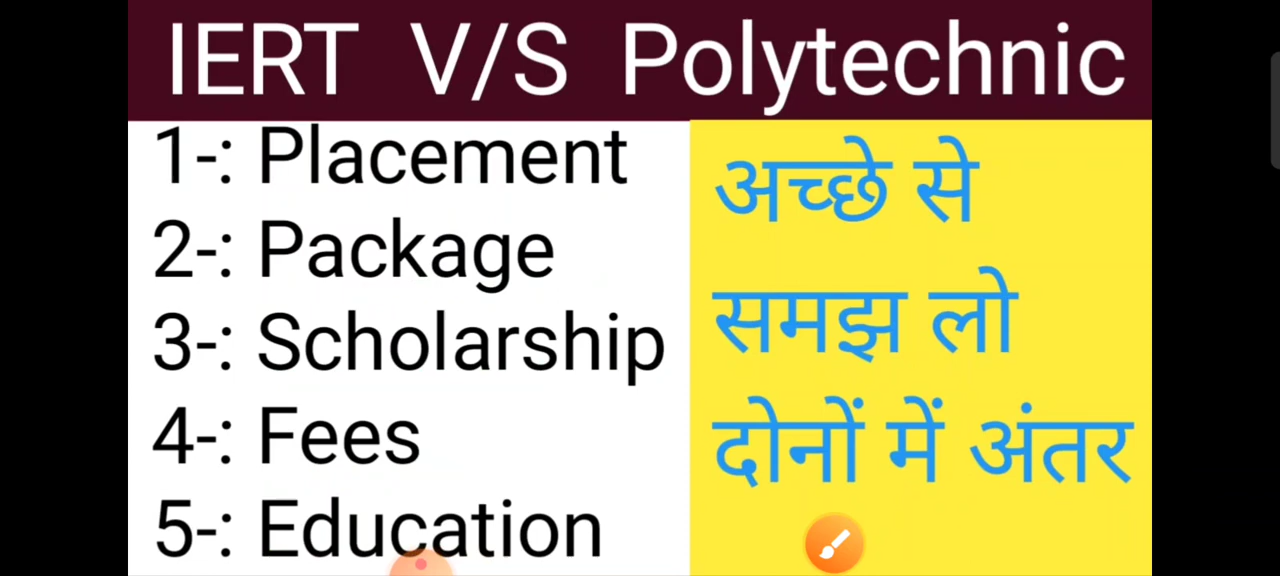 IERT V/S Polytechnic
1-: Placement
2-: Package
3-: Scholarship
4-: Fees
5-: Education
अच्छे से
समझ लो
दोनों में अंतर